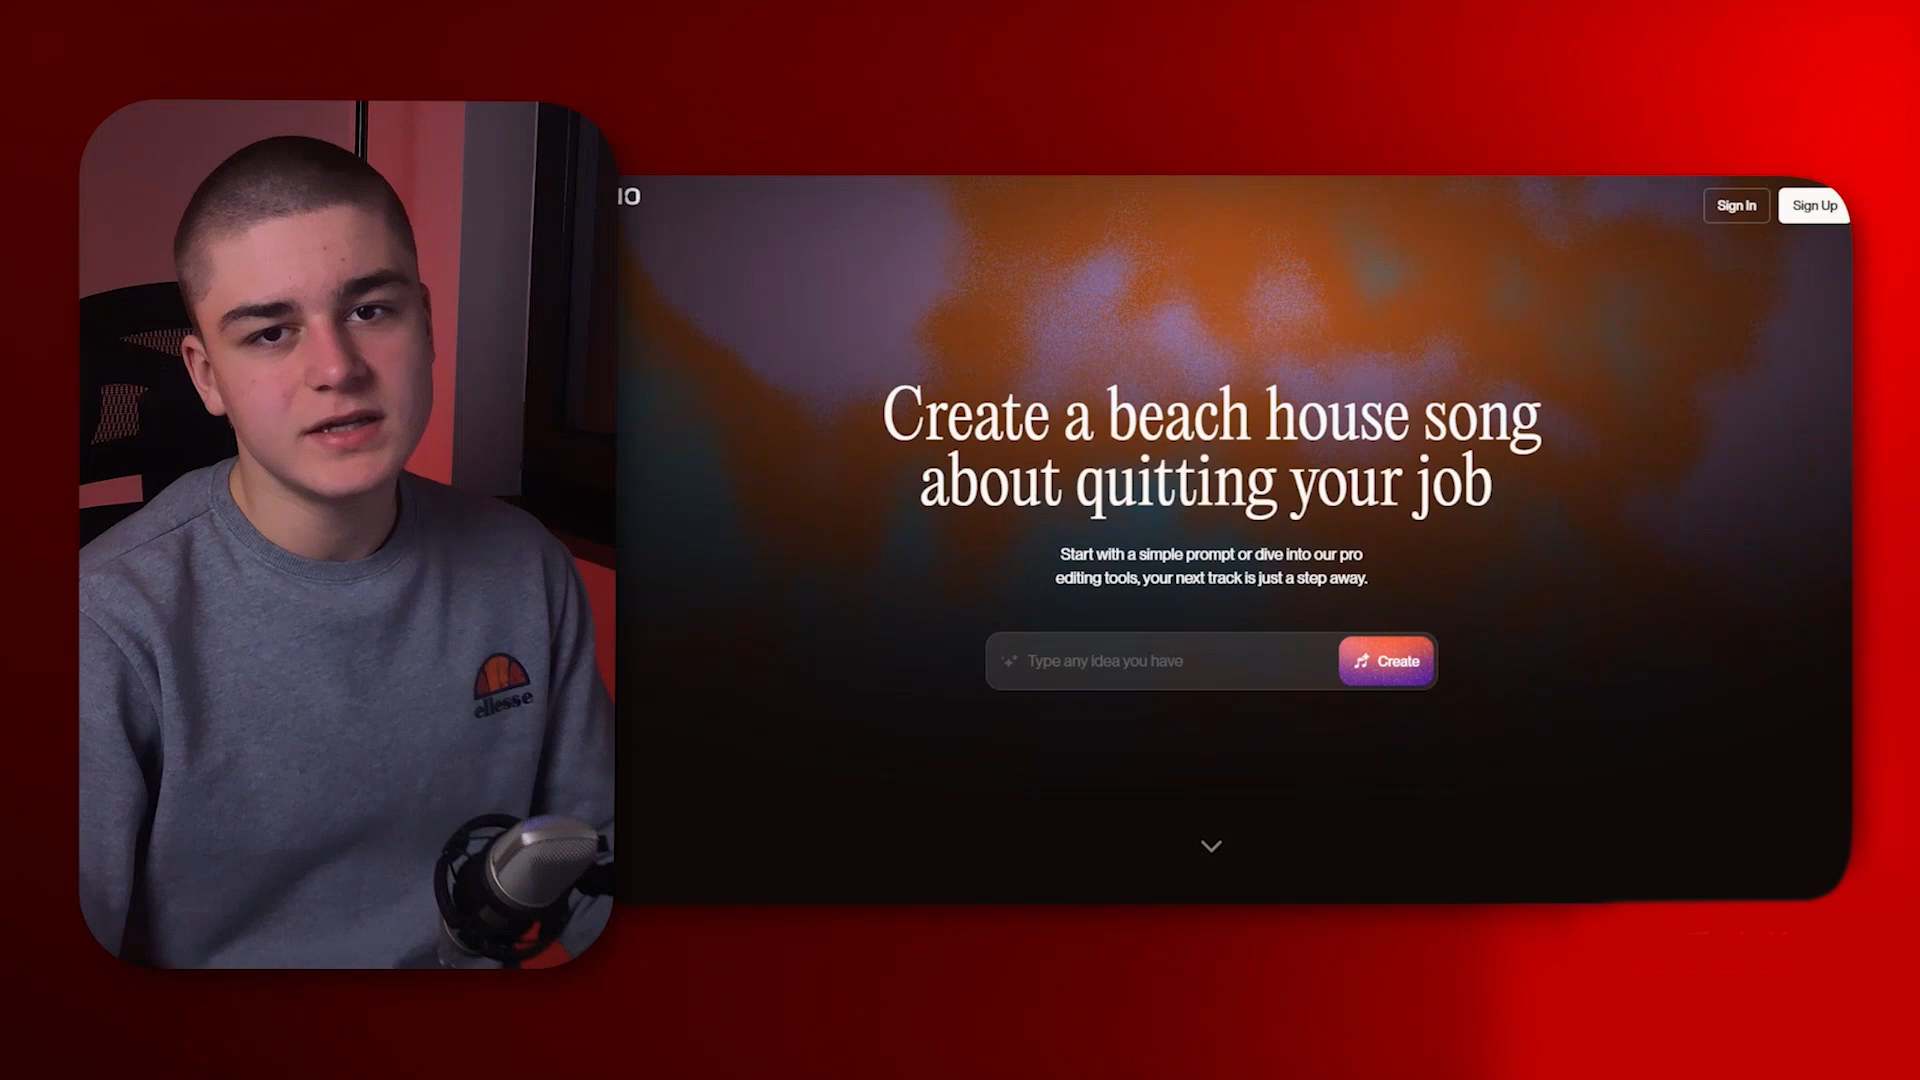 IO
Sign In
Sign Up
Create a beach house song
about quitting your job
Start with a simple prompt or dive into our pro
editing tools, your next track is just a step away.
Type any idea you have
Create
ellesse